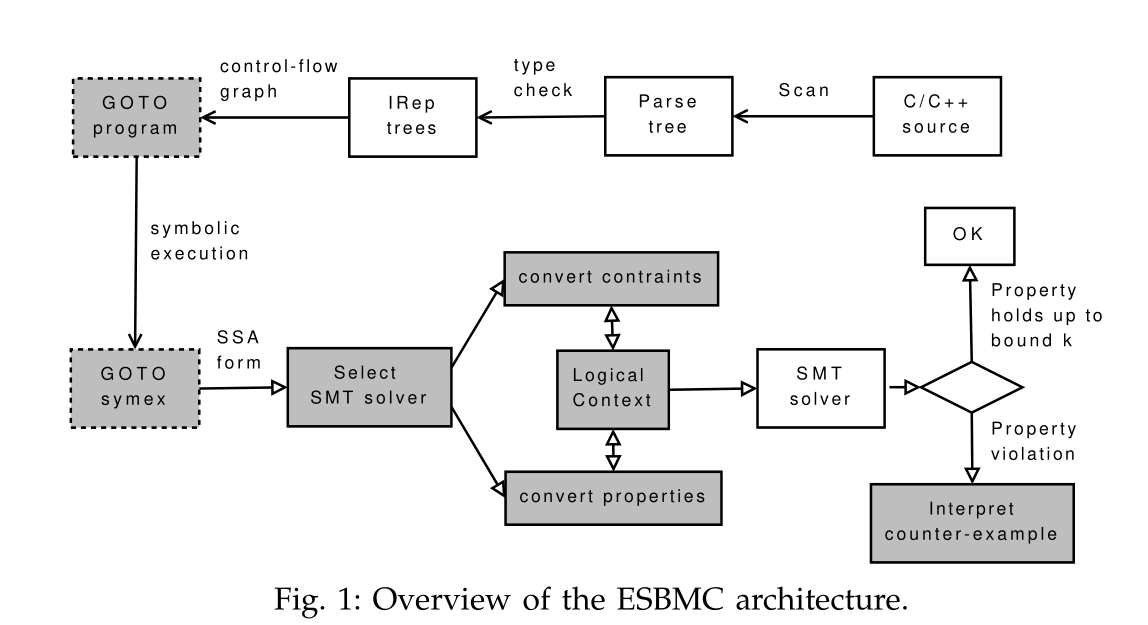 control-flow
graph
type
check
Scan
GOTO
program
IRep
trees
Parse
tree
C/C++
source
symbolic
execution
OK
convert contraints
Property
holds up to
bound k
SSA
form
GOTO
symex
Select
SMT solver
Logical
Context
SMT
solver
Property
violation
convert properties
Interpret
counter-example
Fig. 1: Overview of the ESBMC architecture.